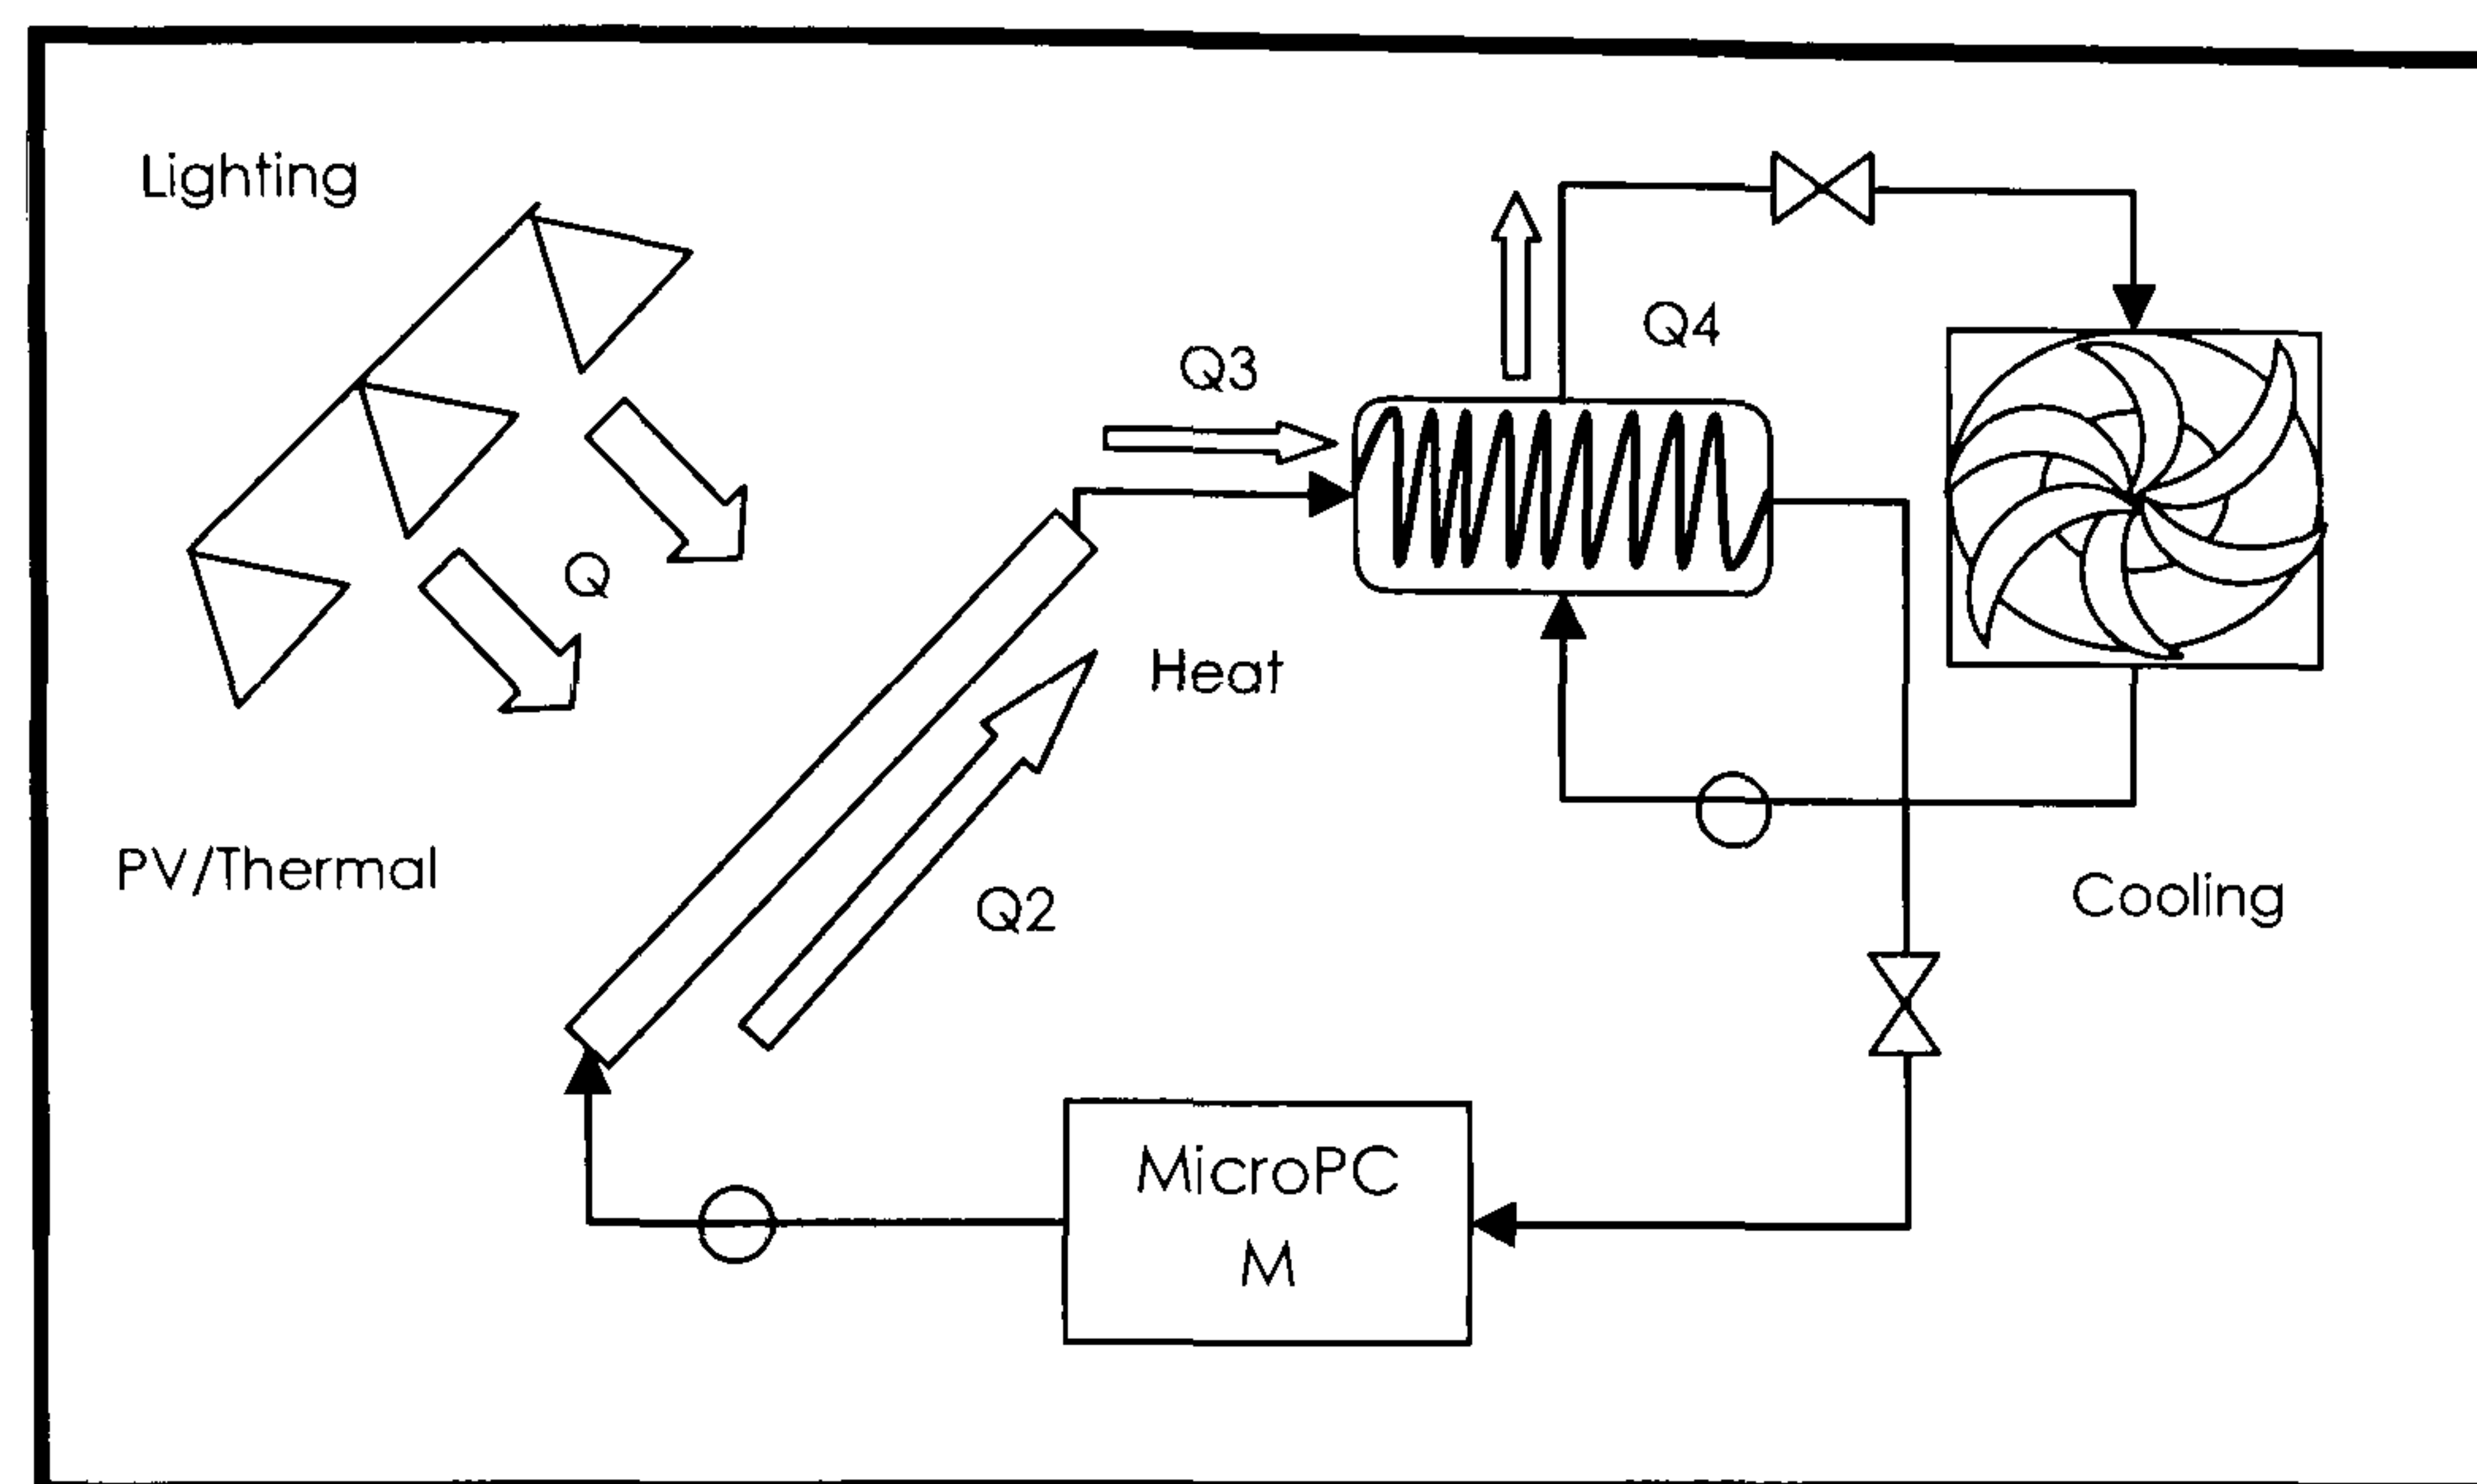 Lighting
Q4
Q3
Q
Heat
PV/Thermal
Q2
Cooling
MicroPC
M